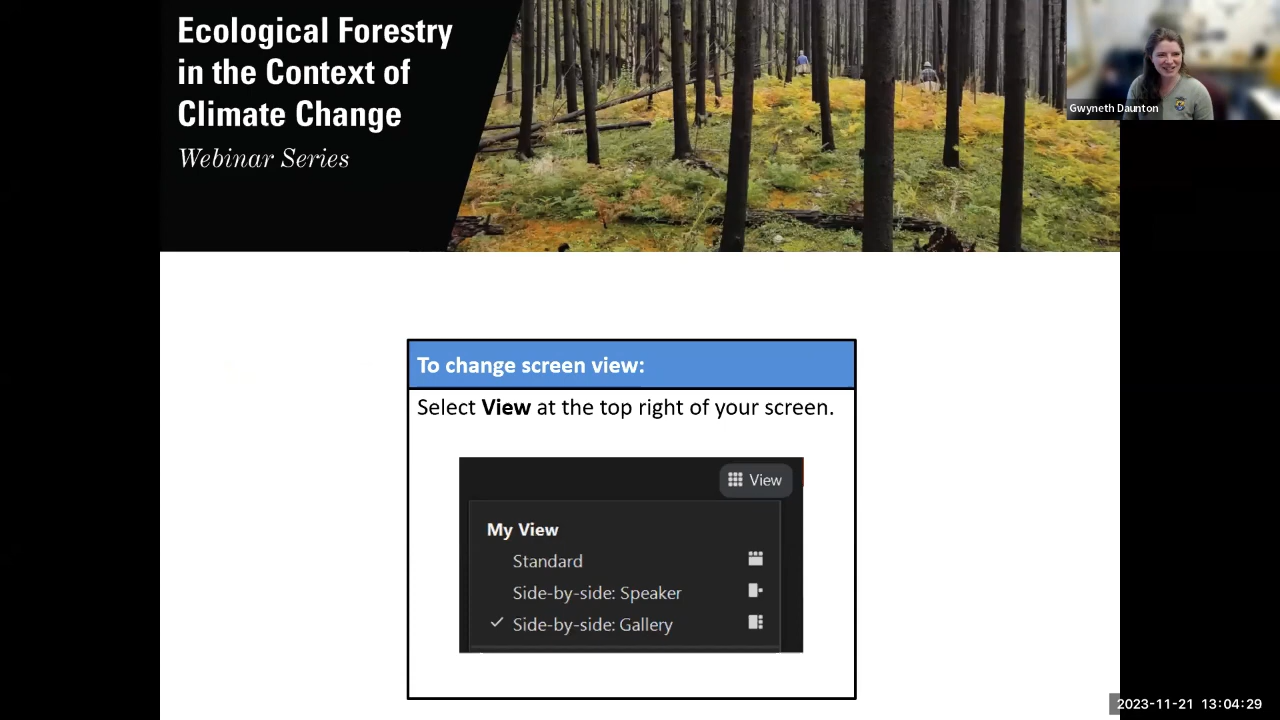 Ecological Forestry
in the Context of
Climate Change
Webinar Series
Gwyneth Daunton
To change screen view:
Select View at the top right of your screen.
View
My View
Standard
Side-by-side: Speaker
Side-by-side: Gallery
2023-11-21 13:04:29